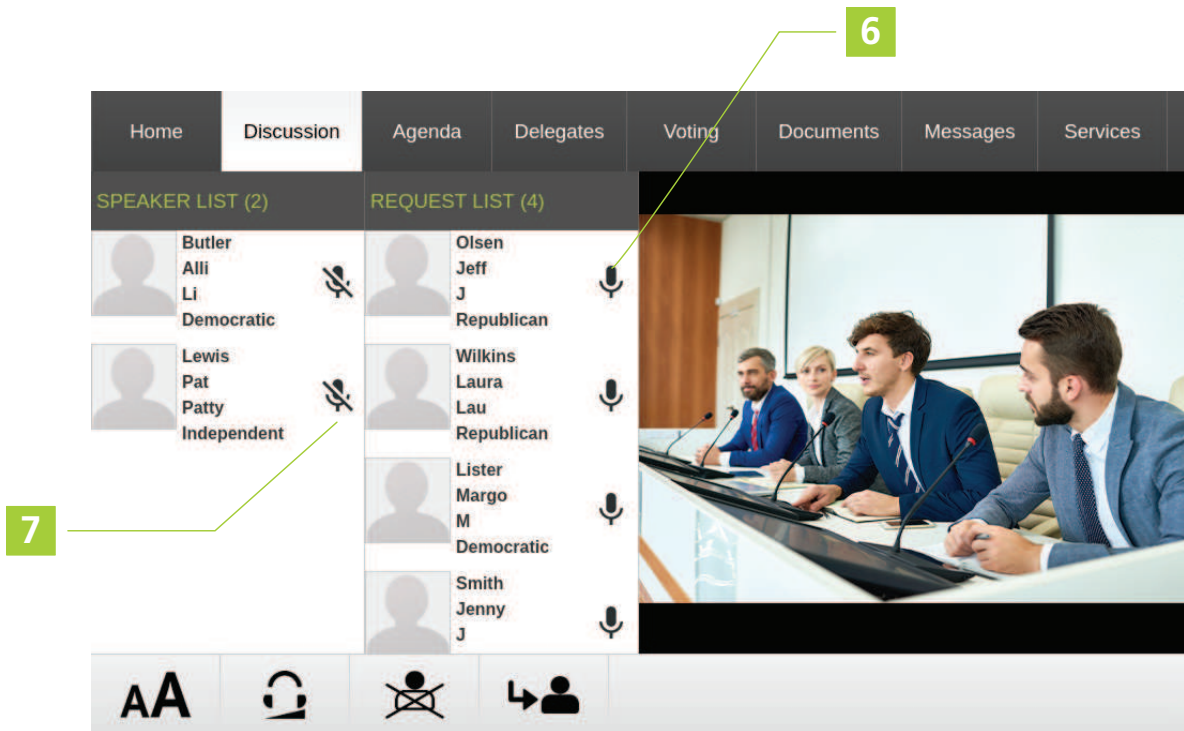 6
Home Discussion Agenda Delegates Voting Documents Messages Services
SPEAKER LIST (2)
REQUEST LIST (4)
Butler
Alli
Li
Democratic
Lewis
Pat
Patty
Independent
Olsen
Jeff
J
Republican
Wilkins
Laura
Lau
Republican
Lister
Margo
M
Democratic
Smith
Jenny
J
7
AA